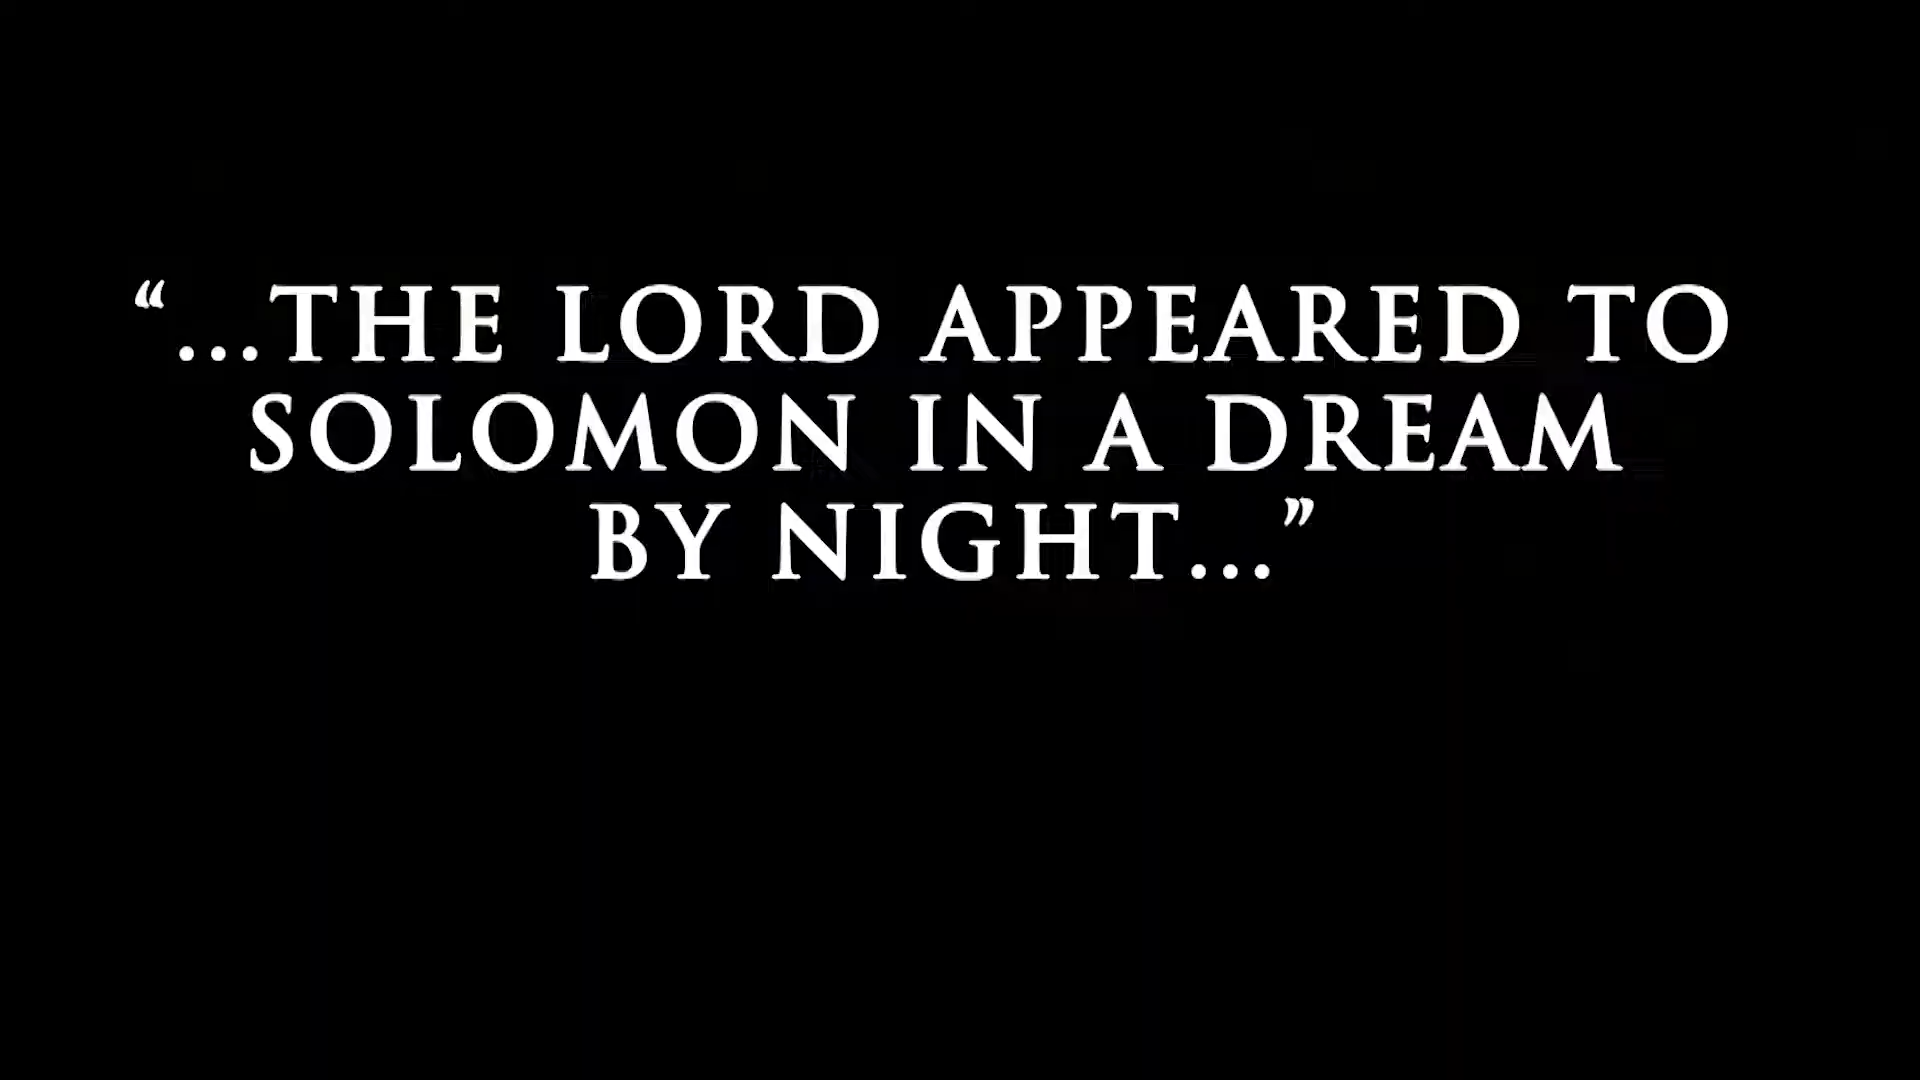 “...THE LORD APPEARED TO
SOLOMON IN A DREAM
BY NIGHT...”